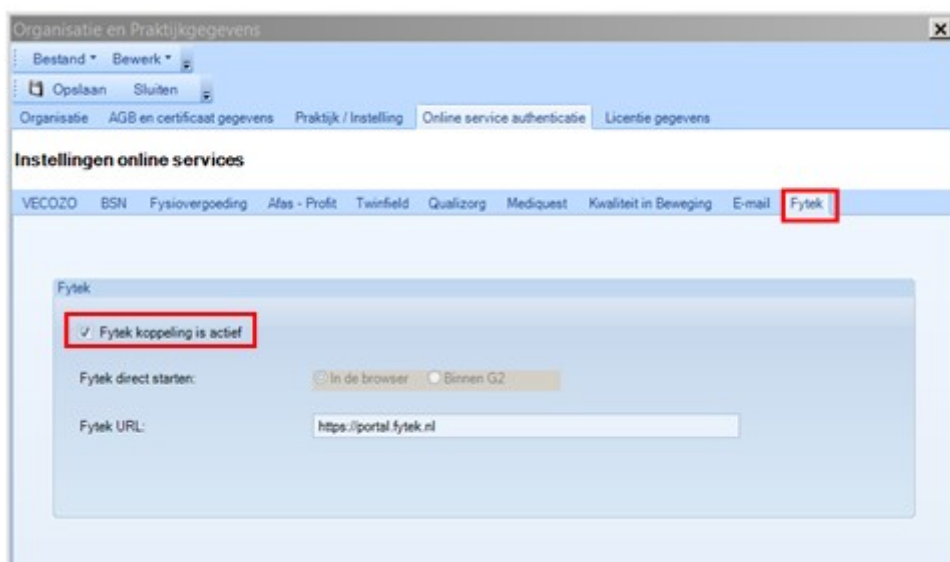 Organisatie en Praktijkgegevens
Bestand Bewerk
Opslaan Sluiten
Organisatie AGB en certificaat gegevens Praktijk / Instelling Online service authenticatie Licentie gegevens
Instellingen online services
VECOZO BSN Fysiovergoeding Afas - Profit Twinfield Qualizorg Mediquest Kwaliteit in Beweging E-mail Fytek
Fytek
Fytek koppeling is actief
Fytek direct starten: In de browser Binnen G2
Fytek URL: https://portal.fytek.nl